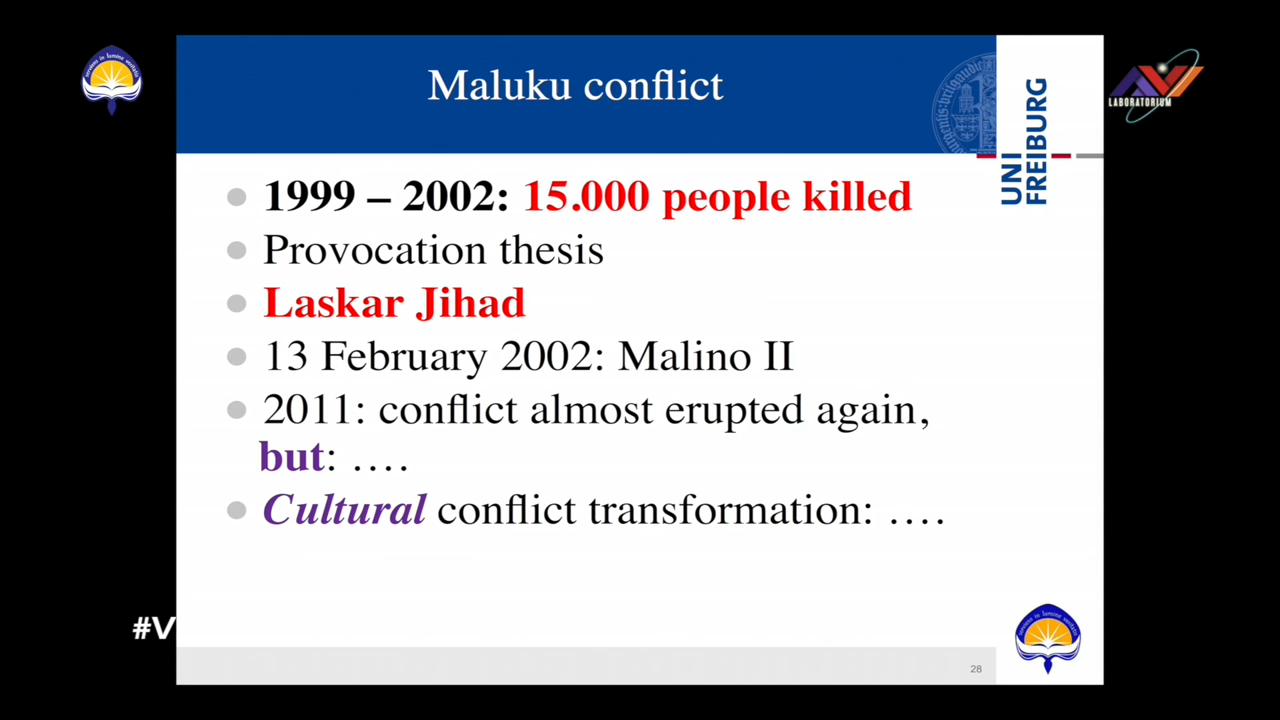 Maluku conflict
UNI
FREIBURG
LABORATORIUM
1999 – 2002: 15.000 people killed
Provocation thesis
Laskar Jihad
13 February 2002: Malino II
2011: conflict almost erupted again,
but: ….
Cultural conflict transformation: ….
#V
28